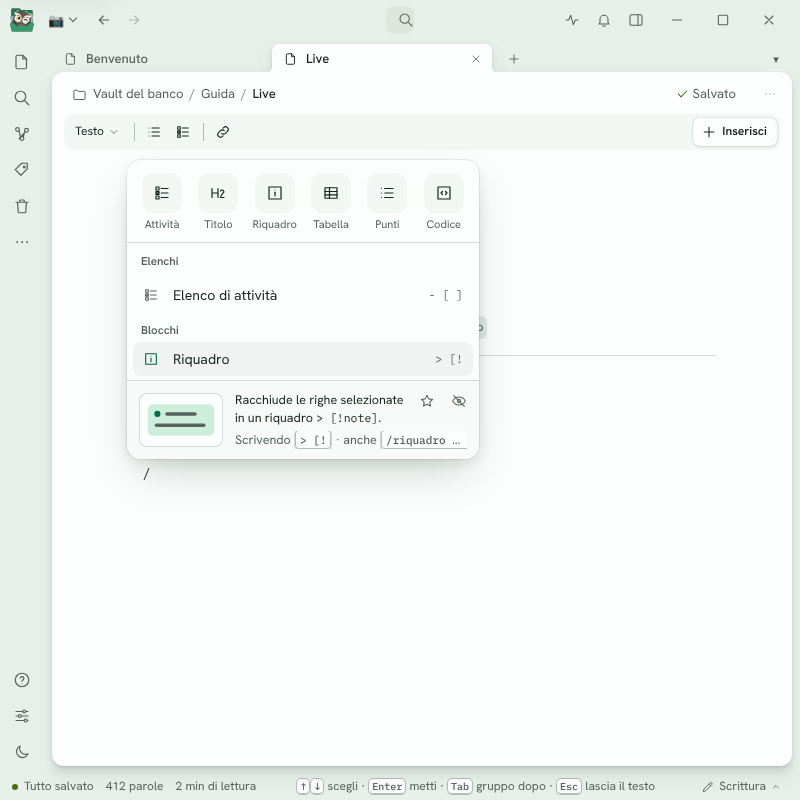 Benvenuto
Live
Vault del banco / Guida / Live
Salvato
Testo
Inserisci
Attività
H2
Titolo
Riquadro
Tabella
Punti
Codice
Elenchi
Elenco di attività - [ ]
Blocchi
Riquadro > [!
Racchiude le righe selezionate
in un riquadro > [!note].
Scrivendo > [! · anche /riquadro …
/
Tutto salvato 412 parole 2 min di lettura
↑ ↓ scegli · Enter metti · Tab gruppo dopo · Esc lascia il testo
Scrittura